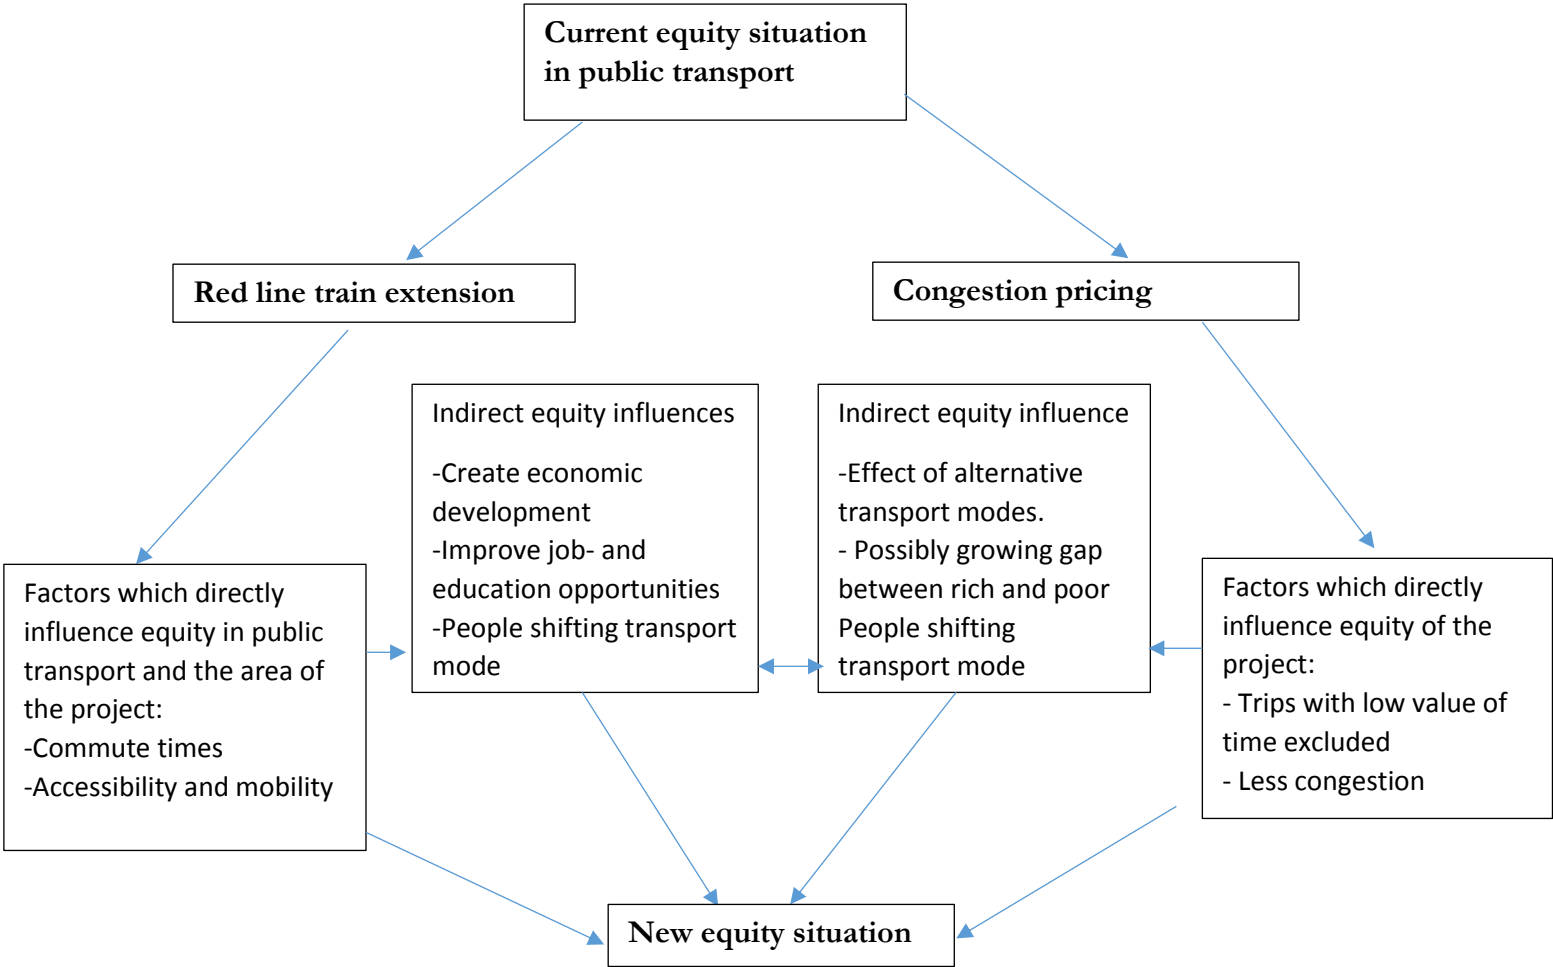 Current equity situation
in public transport
Red line train extension
Congestion pricing
Indirect equity influences
-Create economic
development
-Improve job- and
education opportunities
-People shifting transport
mode
Indirect equity influence
-Effect of alternative
transport modes.
- Possibly growing gap
between rich and poor
People shifting
transport mode
Factors which directly
influence equity in public
transport and the area of
the project:
-Commute times
-Accessibility and mobility
Factors which directly
influence equity of the
project:
- Trips with low value of
time excluded
- Less congestion
New equity situation